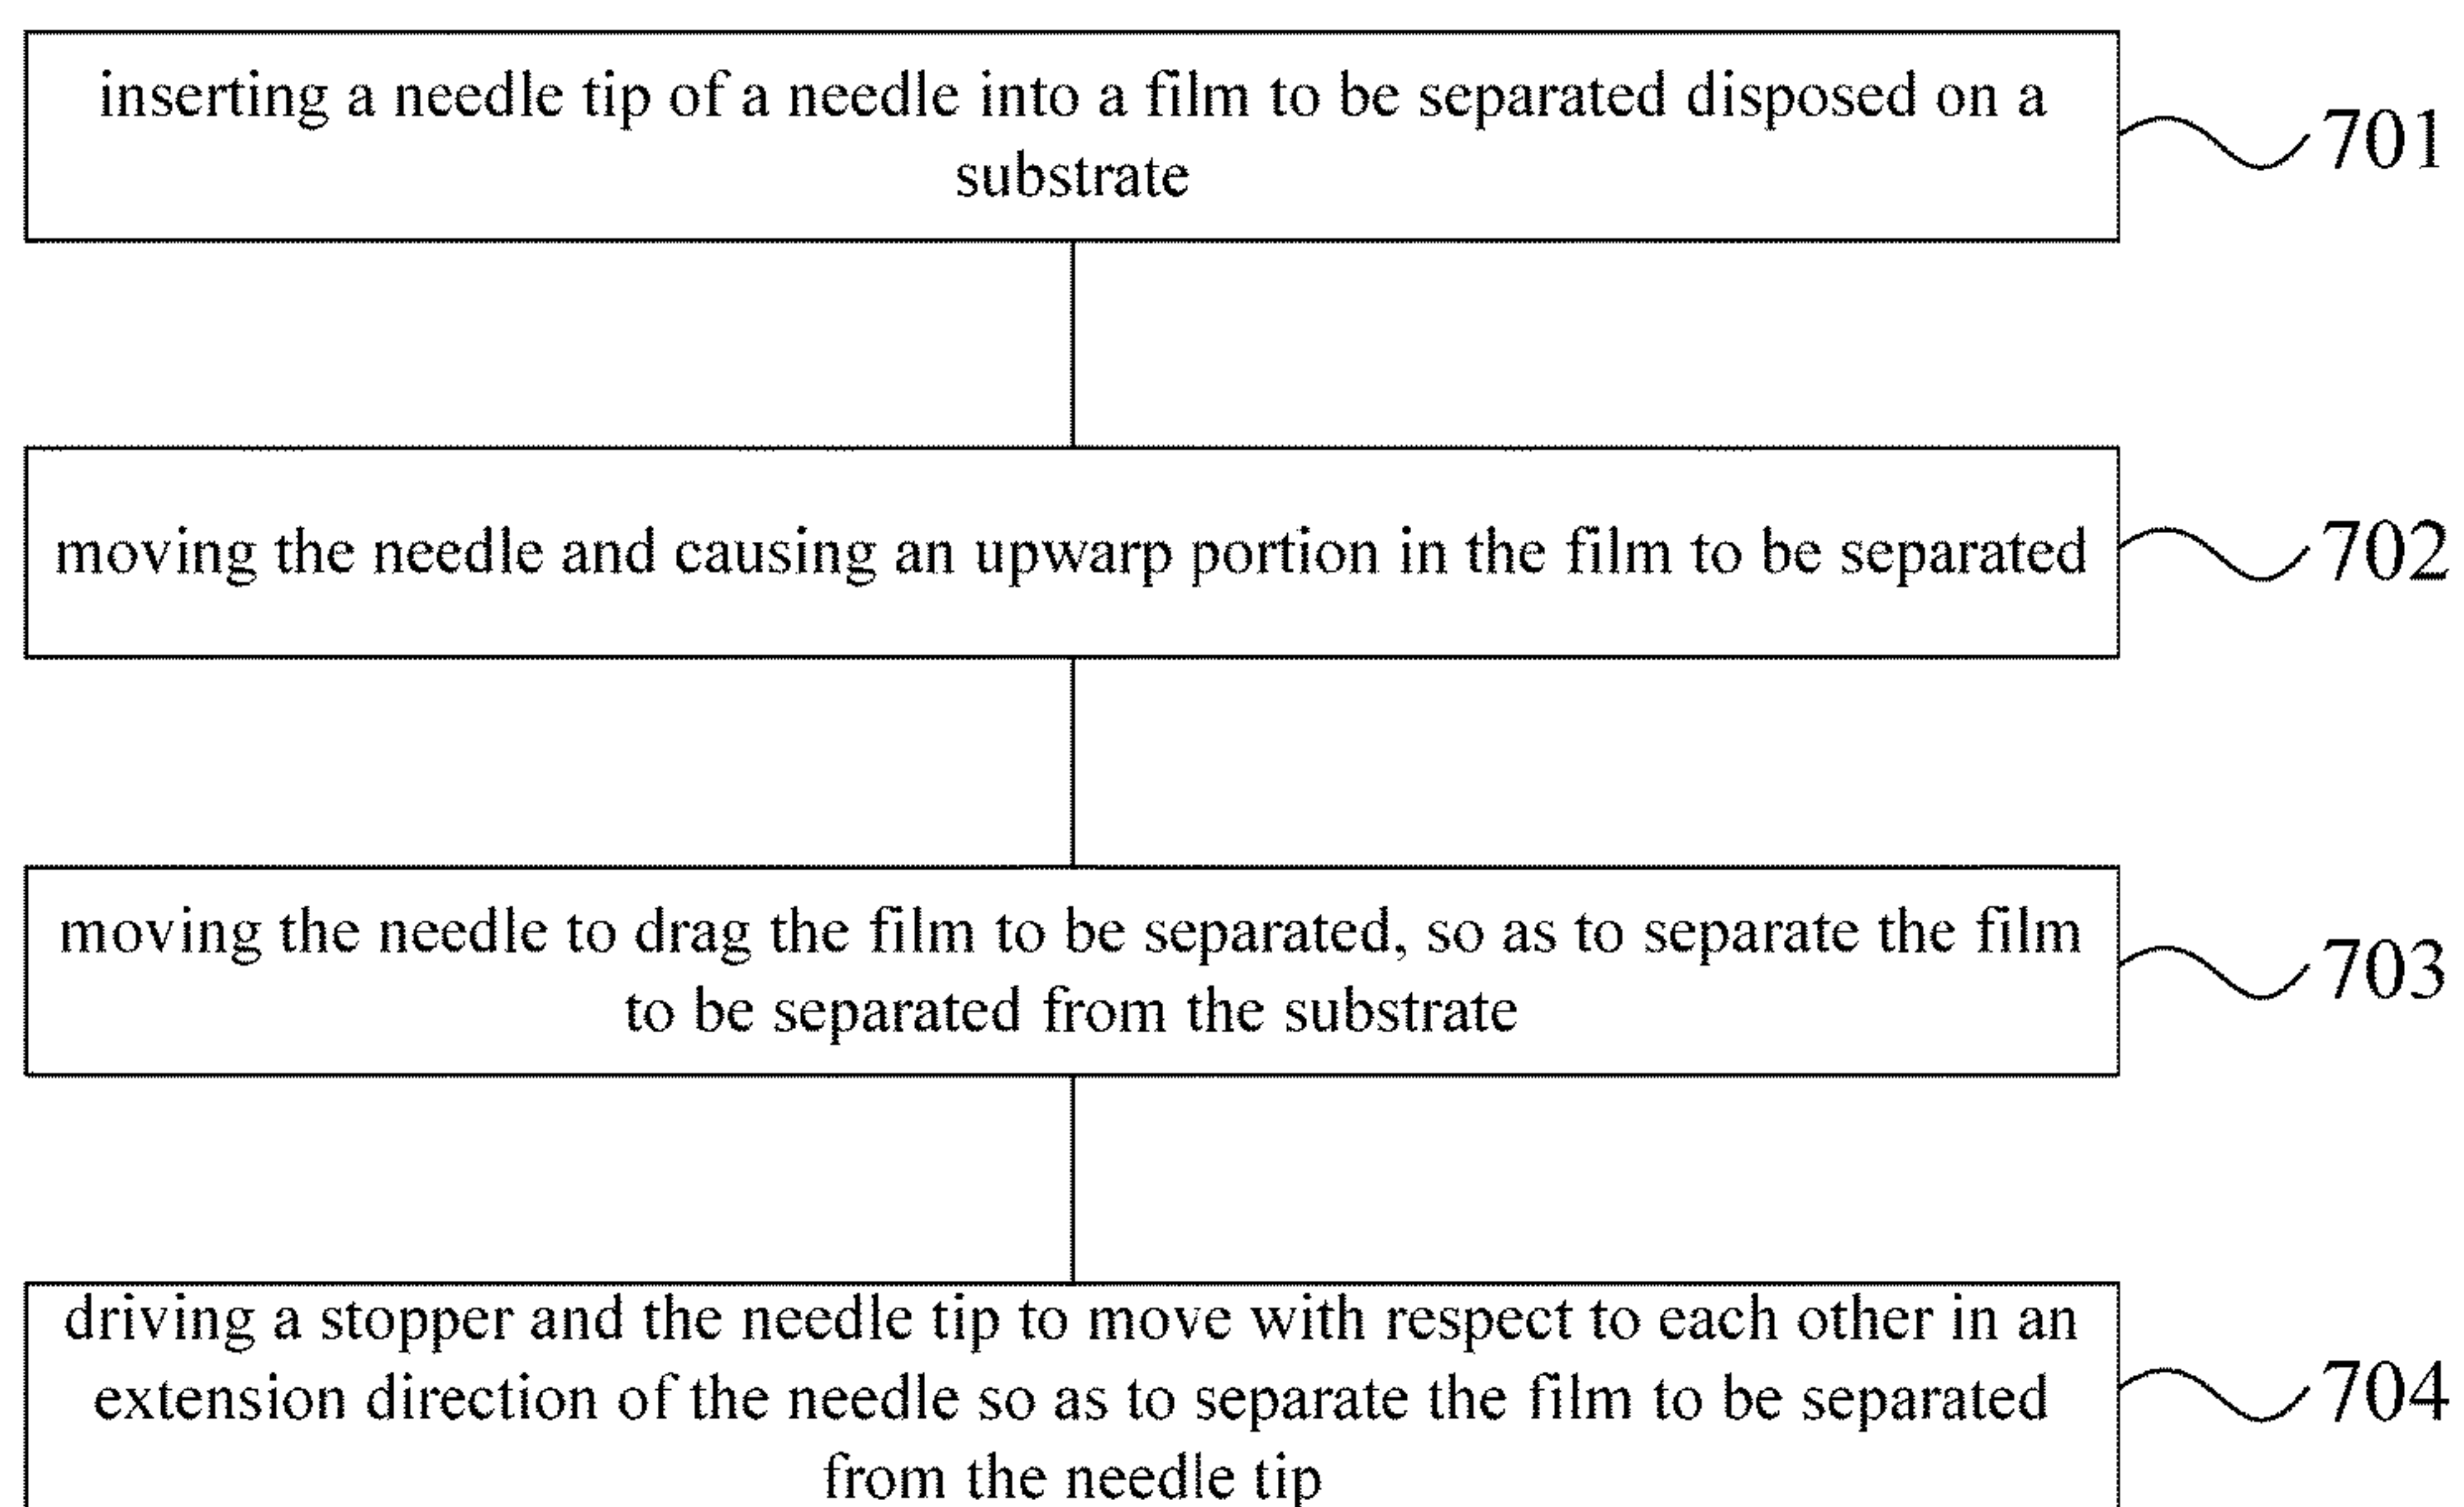 inserting a needle tip of a needle into a film to be separated disposed on a
substrate
701
moving the needle and causing an upwarp portion in the film to be separated
702
moving the needle to drag the film to be separated, so as to separate the film
to be separated from the substrate
703
driving a stopper and the needle tip to move with respect to each other in an
extension direction of the needle so as to separate the film to be separated
from the needle tip
704